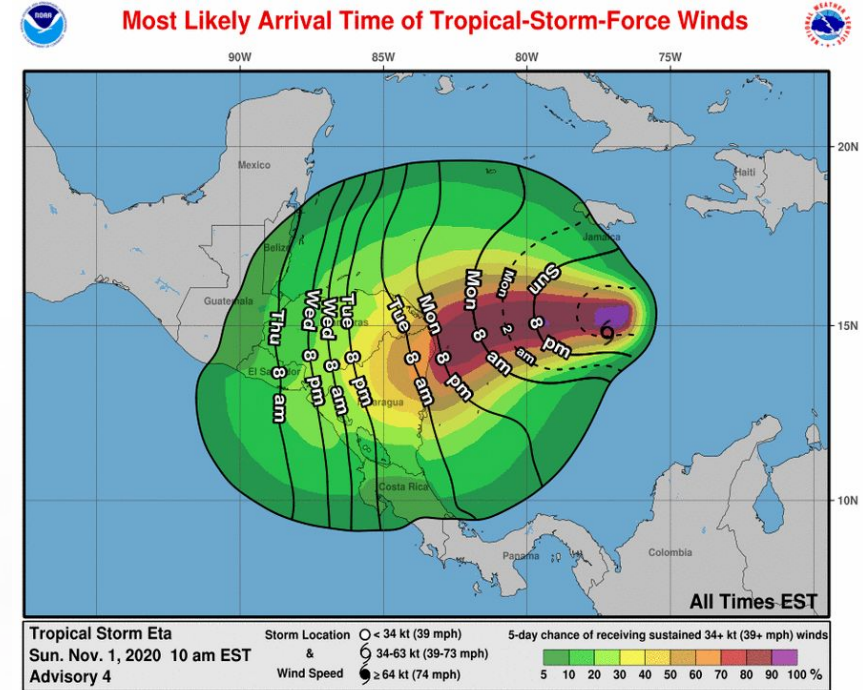 NOAA
Most Likely Arrival Time of Tropical-Storm-Force Winds
90W 85W 80W 75W
20N
Mexico
Haiti
Jamaica
Belize
Guatemala
15N
El Salvador
Nicaragua
Costa Rica
10N
Panama
Colombia
Thu 8 am
Wed 8 pm
Wed 8 am
Tue 8 pm
Tue 8 am
Mon 8 pm
Mon 8 am
Mon 2 am
Sun 8 pm
All Times EST
Tropical Storm Eta
Sun. Nov. 1, 2020 10 am EST
Advisory 4
Storm Location
&
Wind Speed
< 34 kt (39 mph)
34-63 kt (39-73 mph)
≥ 64 kt (74 mph)
5-day chance of receiving sustained 34+ kt (39+ mph) winds
5 10 20 30 40 50 60 70 80 90 100 %